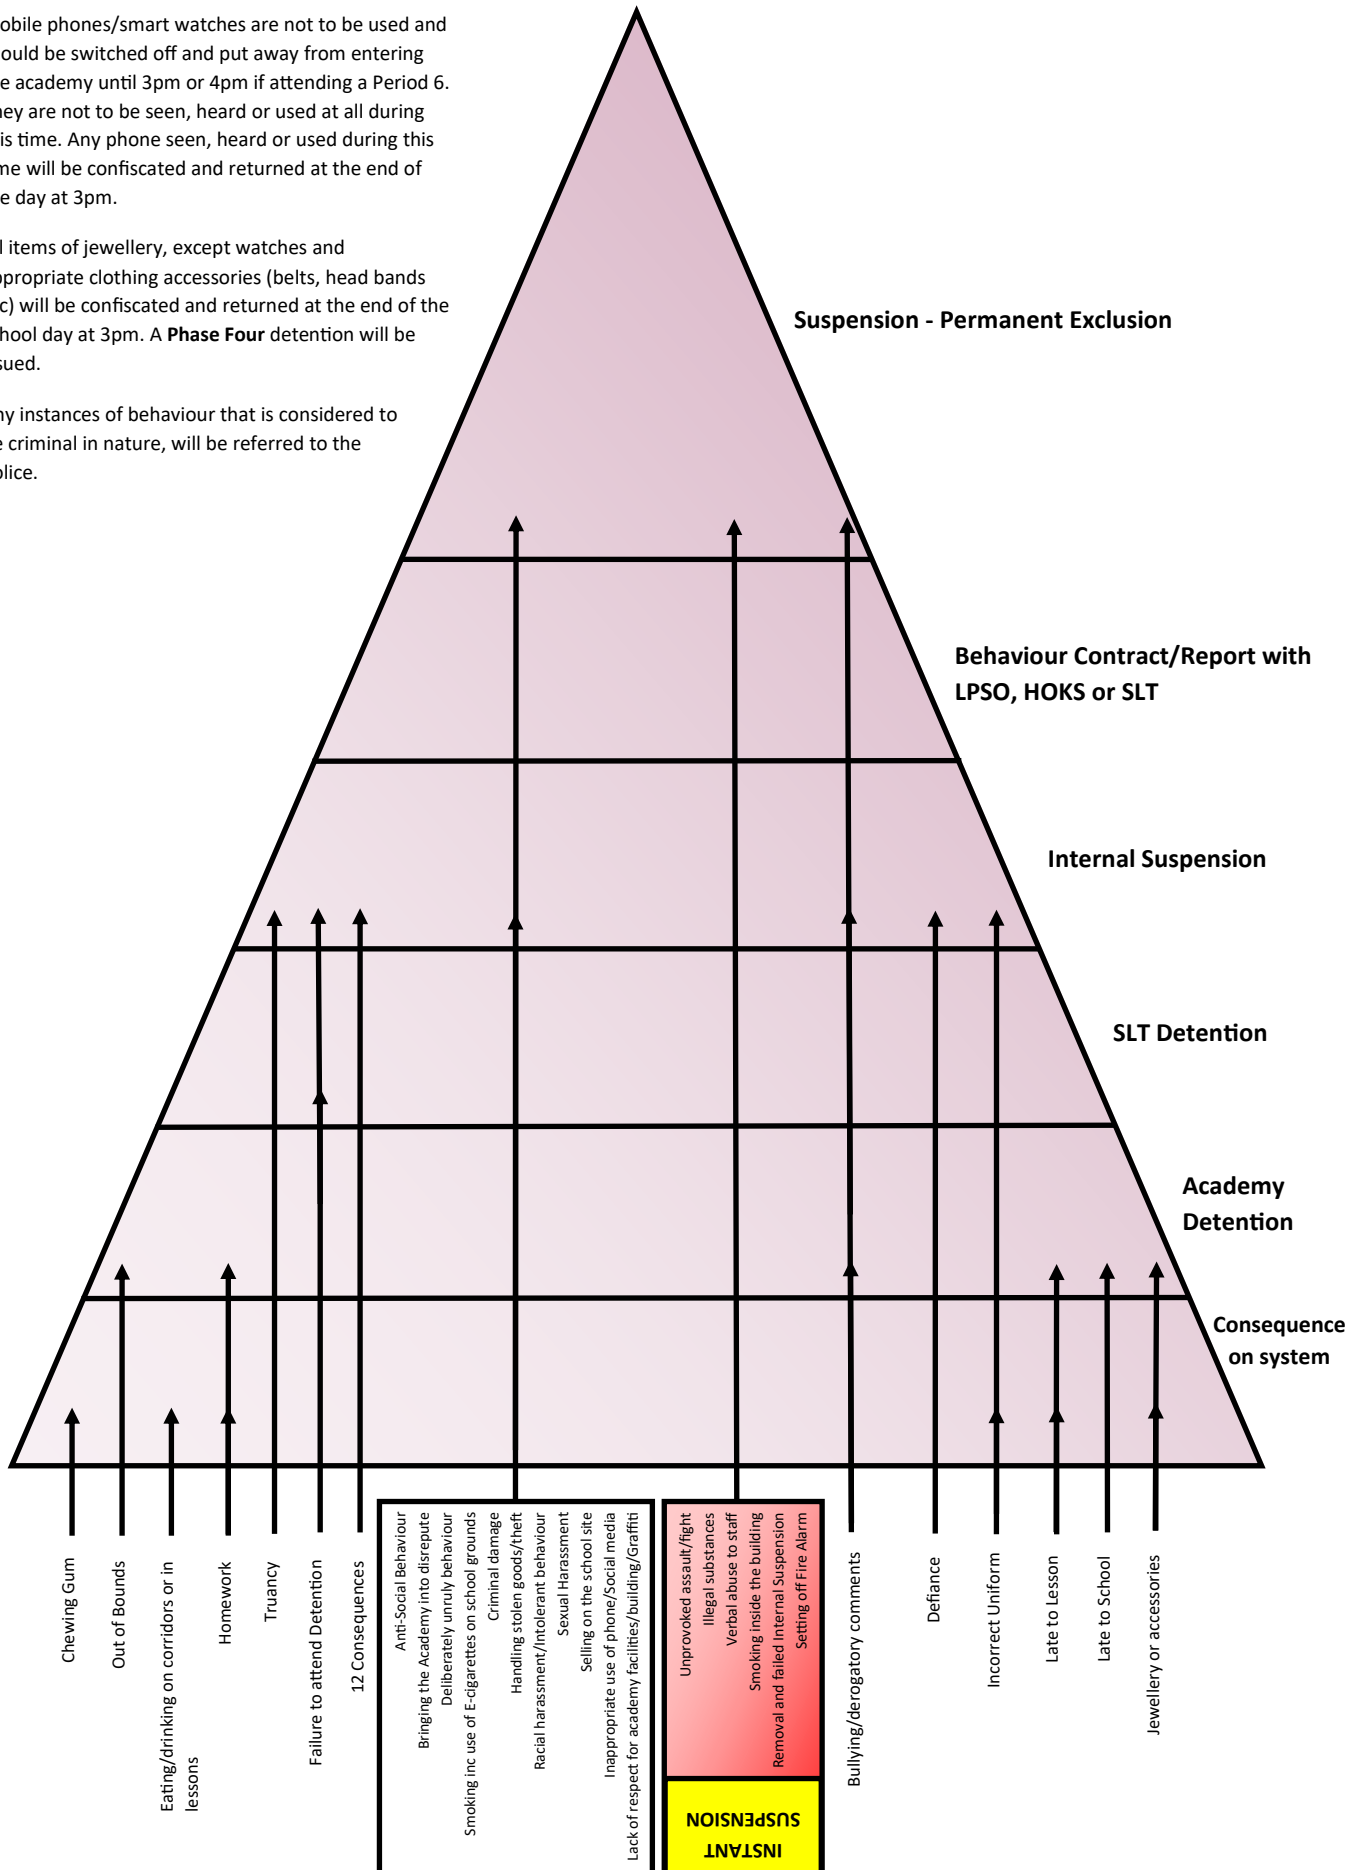 obile phones/smart watches are not to be used and
ould be switched off and put away from entering
e academy until 3pm or 4pm if attending a Period 6.
ey are not to be seen, heard or used at all during
is time. Any phone seen, heard or used during this
me will be confiscated and returned at the end of
e day at 3pm.
l items of jewellery, except watches and
propriate clothing accessories (belts, head bands
c) will be confiscated and returned at the end of the
hool day at 3pm. A Phase Four detention will be
sued.
ny instances of behaviour that is considered to
e criminal in nature, will be referred to the
olice.
Suspension - Permanent Exclusion
Behaviour Contract/Report with
LPSO, HOKS or SLT
Internal Suspension
SLT Detention
Academy
Detention
Consequence
on system
Chewing Gum
Out of Bounds
Eating/drinking on corridors or in
lessons
Homework
Truancy
Failure to attend Detention
12 Consequences
Anti-Social Behaviour
Bringing the Academy into disrepute
Deliberately unruly behaviour
Smoking inc use of E-cigarettes on school grounds
Criminal damage
Handling stolen goods/theft
Racial harassment/Intolerant behaviour
Sexual Harassment
Selling on the school site
Inappropriate use of phone/Social media
Lack of respect for academy facilities/building/Graffiti
Unprovoked assault/fight
Illegal substances
Verbal abuse to staff
Smoking inside the building
Removal and failed Internal Suspension
Setting off Fire Alarm
INSTANT
SUSPENSION
Bullying/derogatory comments
Defiance
Incorrect Uniform
Late to Lesson
Late to School
Jewellery or accessories